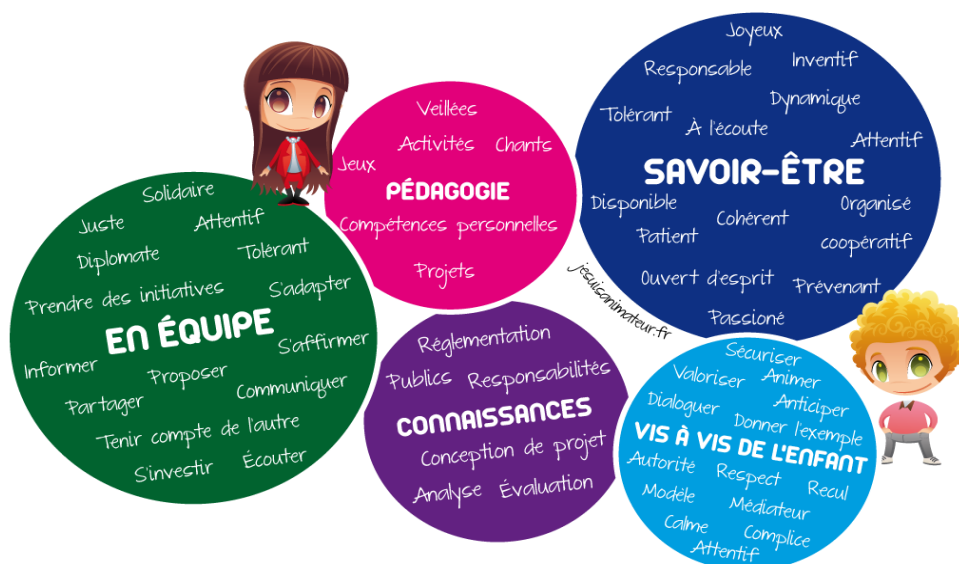 Veillées
Activités
Chants
Jeux
PÉDAGOGIE
Compétences personnelles
Projets
Joyeux
Responsable
Inventif
Dynamique
Tolérant
À l'écoute
Attentif
SAVOIR-ÊTRE
Disponible
Organisé
Cohérent
Patient
coopératif
Ouvert d'esprit
Prévenant
Passioné
jesuisanimateur.fr
Solidaire
Juste
Attentif
Diplomate
Tolérant
Prendre des initiatives
S'adapter
EN ÉQUIPE
S'affirmer
Informer
Proposer
Partager
Communiquer
Tenir compte de l'autre
S'investir
Écouter
Réglementation
Publics
Responsabilités
CONNAISSANCES
Conception de projet
Analyse
Évaluation
Sécuriser
Valoriser
Animer
Dialoguer
Anticiper
Donner l'exemple
VIS À VIS DE L'ENFANT
Autorité
Respect
Recul
Modèle
Médiateur
Calme
Complice
Attentif